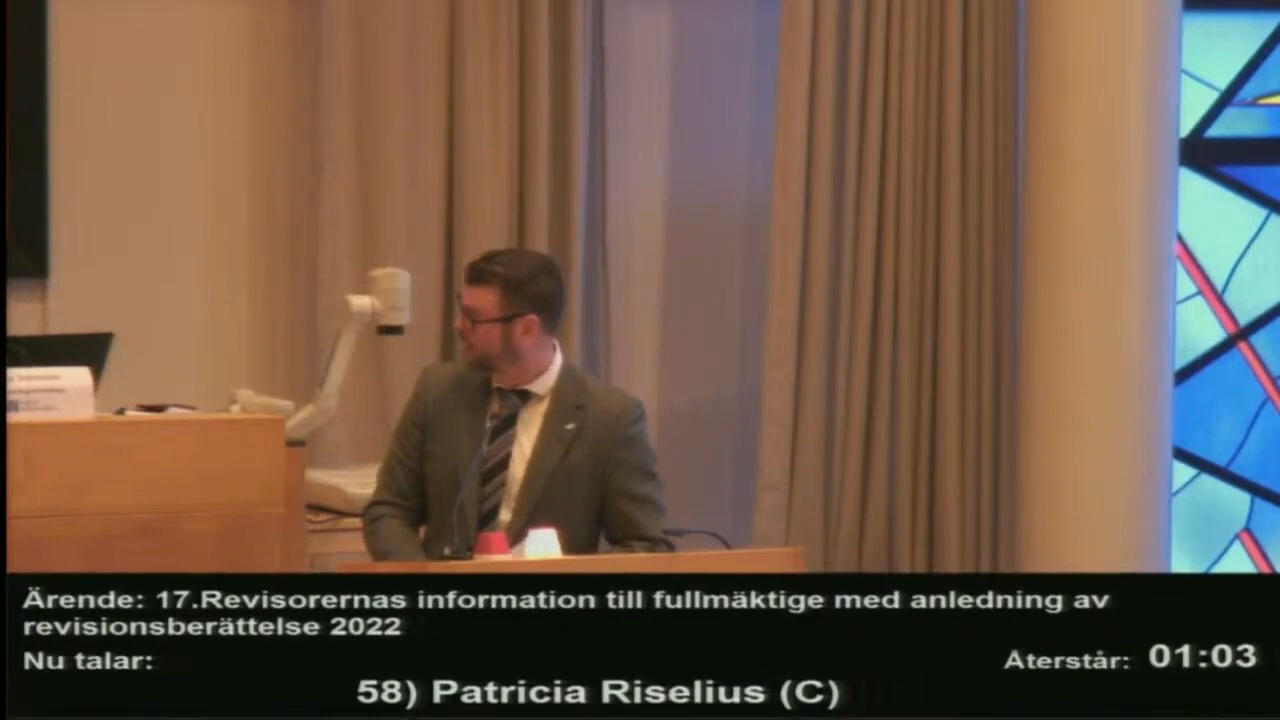 Ärende: 17.Revisorernas information till fullmäktige med anledning av
revisionsberättelse 2022
Nu talar:
Återstår: 01:03
58) Patricia Riselius (C)